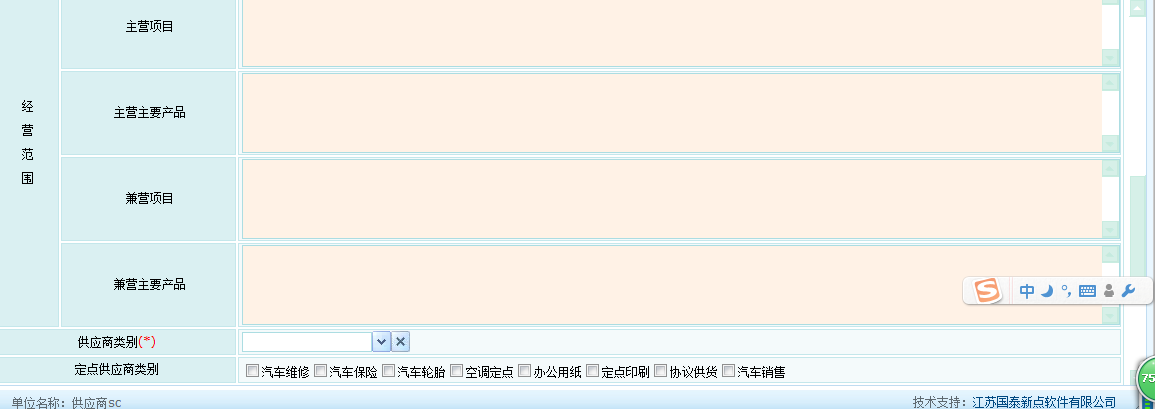 主营项目
经营范围
主营主要产品
兼营项目
兼营主要产品
中
供应商类别(*)
定点供应商类别 汽车维修 汽车保险 汽车轮胎 空调定点 办公用纸 定点印刷 协议供货 汽车销售
75
单位名称：供应商sc 技术支持：江苏国泰新点软件有限公司